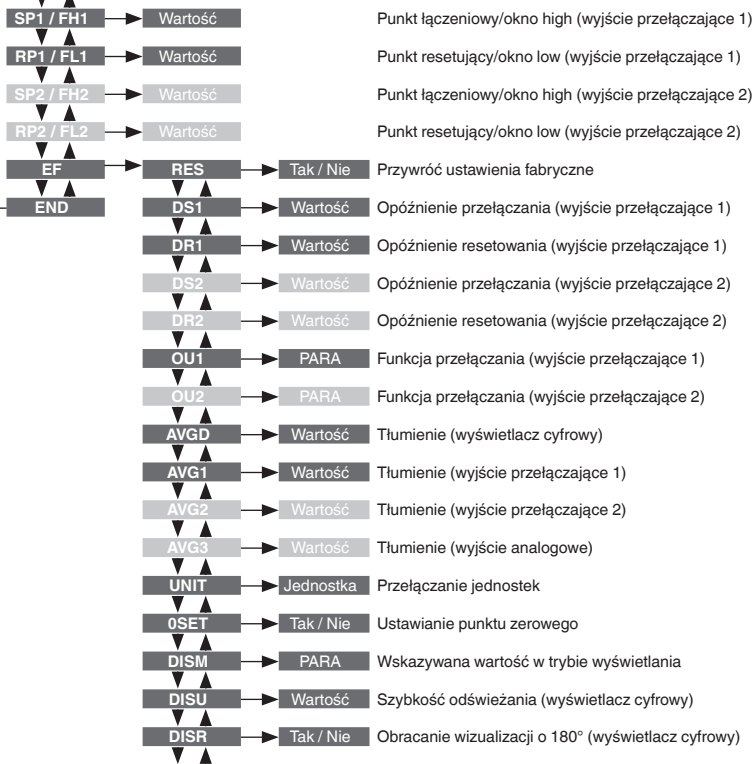 SP1 / FH1 Wartość Punkt łączeniowy/okno high (wyjście przełączające 1)
RP1 / FL1 Wartość Punkt resetujący/okno low (wyjście przełączające 1)
SP2 / FH2 Wartość Punkt łączeniowy/okno high (wyjście przełączające 2)
RP2 / FL2 Wartość Punkt resetujący/okno low (wyjście przełączające 2)
EF RES Tak / Nie Przywróć ustawienia fabryczne
END DS1 Wartość Opóźnienie przełączania (wyjście przełączające 1)
DR1 Wartość Opóźnienie resetowania (wyjście przełączające 1)
DS2 Wartość Opóźnienie przełączania (wyjście przełączające 2)
DR2 Wartość Opóźnienie resetowania (wyjście przełączające 2)
OU1 PARA Funkcja przełączania (wyjście przełączające 1)
OU2 PARA Funkcja przełączania (wyjście przełączające 2)
AVGD Wartość Tłumienie (wyświetlacz cyfrowy)
AVG1 Wartość Tłumienie (wyjście przełączające 1)
AVG2 Wartość Tłumienie (wyjście przełączające 2)
AVG3 Wartość Tłumienie (wyjście analogowe)
UNIT Jednostka Przełączanie jednostek
0SET Tak / Nie Ustawianie punktu zerowego
DISM PARA Wskazywana wartość w trybie wyświetlania
DISU Wartość Szybkość odświeżania (wyświetlacz cyfrowy)
DISR Tak / Nie Obracanie wizualizacji o 180° (wyświetlacz cyfrowy)